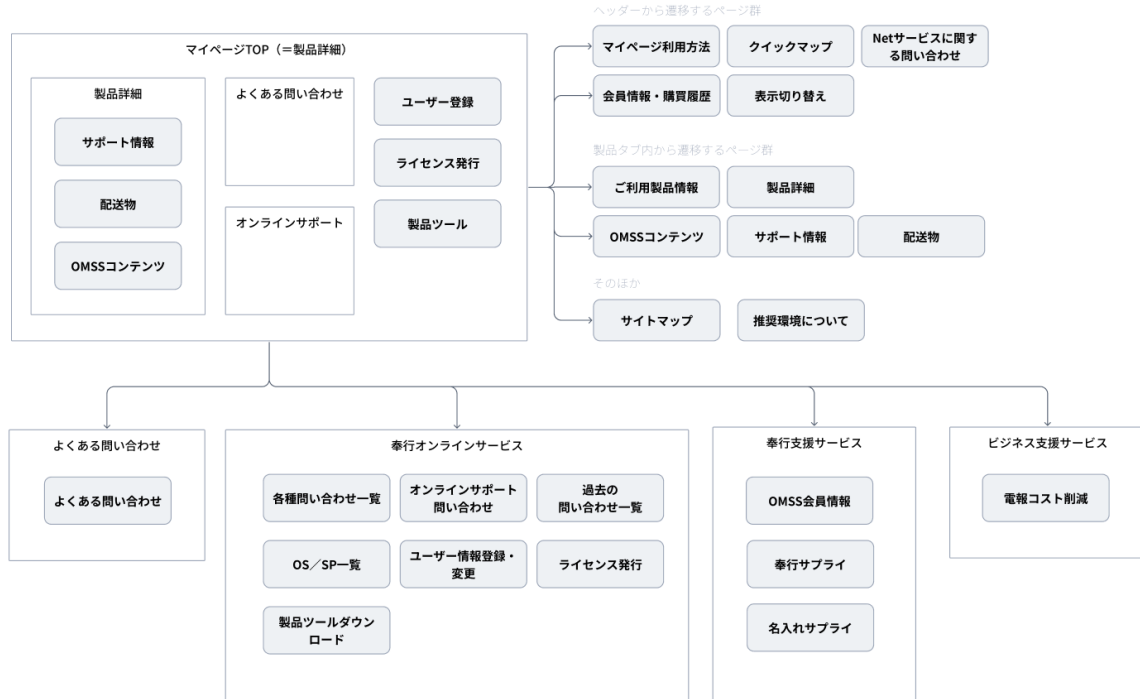 マイページTOP（＝製品詳細）
製品詳細
サポート情報
配送物
OMSSコンテンツ
よくある問い合わせ
オンラインサポート
ユーザー登録
ライセンス発行
製品ツール
ヘッダーから遷移するページ群
マイページ利用方法
クイックマップ
Netサービスに関す
る問い合わせ
会員情報・購買履歴
表示切り替え
製品タブ内から遷移するページ群
ご利用製品情報
製品詳細
OMSSコンテンツ
サポート情報
配送物
そのほか
サイトマップ
推奨環境について
よくある問い合わせ
よくある問い合わせ
奉行オンラインサービス
各種問い合わせ一覧
オンラインサポート
問い合わせ
過去の
問い合わせ一覧
OS／SP一覧
ユーザー情報登録・
変更
ライセンス発行
製品ツールダウン
ロード
奉行支援サービス
OMSS会員情報
奉行サプライ
名入れサプライ
ビジネス支援サービス
電報コスト削減